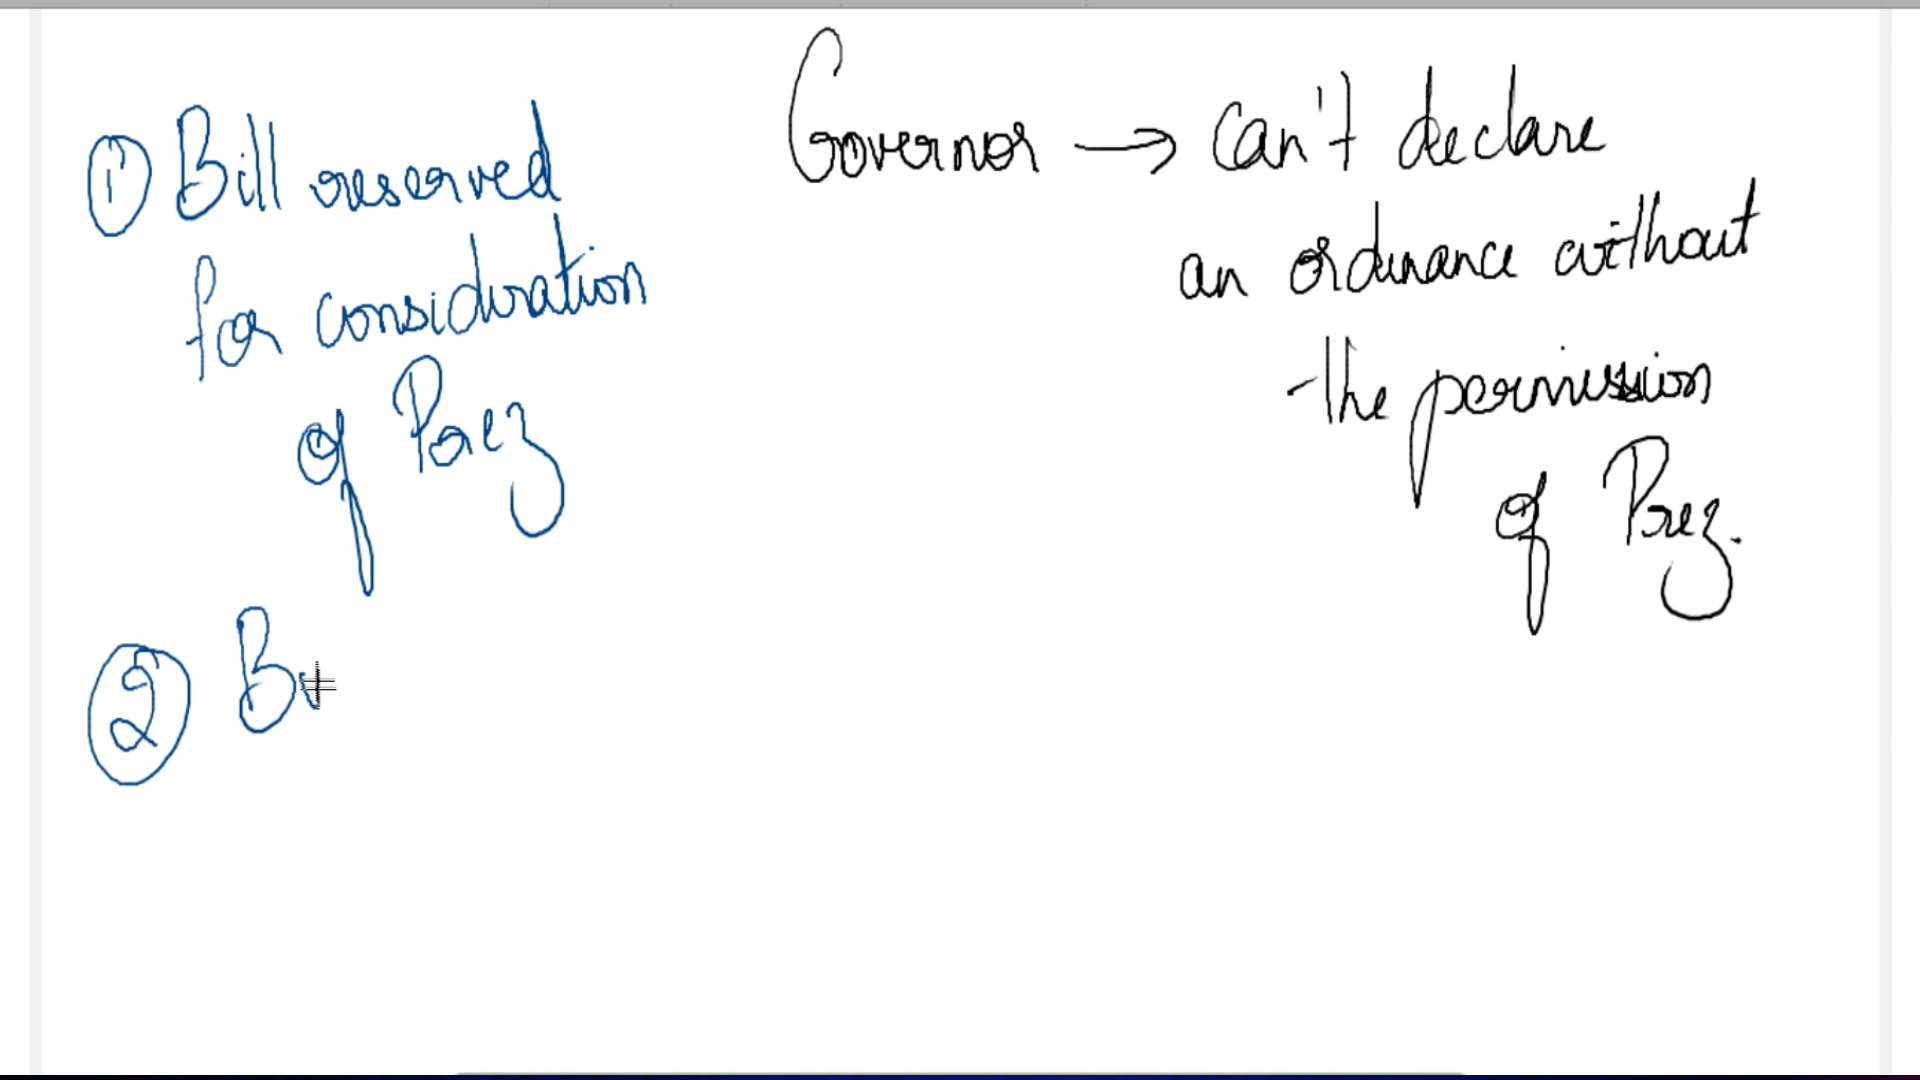 ① Bill reserved
for consideration
of Prez
② B
Governor → Can't declare
an ordinance without
the permission
of Prez.